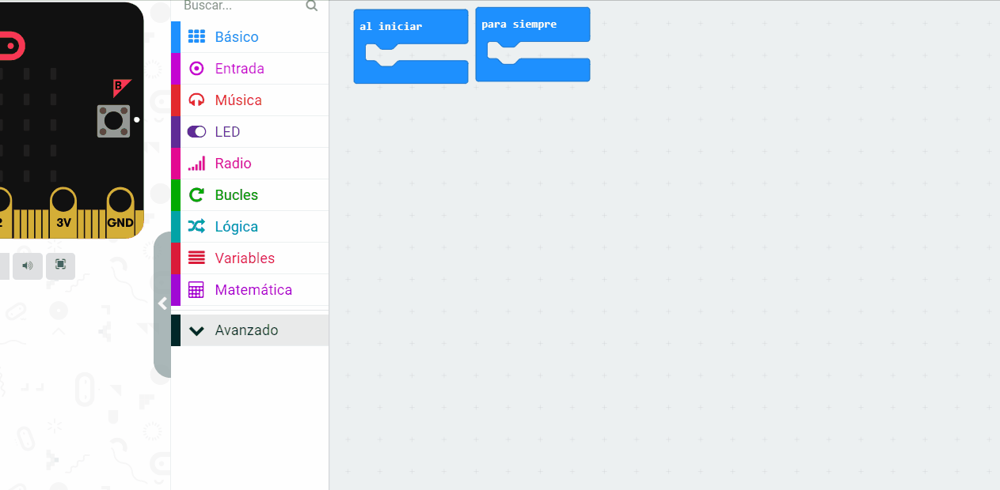 Buscar...
Básico
Entrada
Música
LED
Radio
Bucles
Lógica
Variables
Matemática
Avanzado
al iniciar
para siempre
B
3V
GND